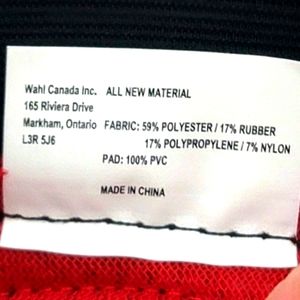 Wahl Canada Inc. ALL NEW MATERIAL
165 Riviera Drive
Markham, Ontario FABRIC: 59% POLYESTER / 17% RUBBER
L3R 5J6 17% POLYPROPYLENE / 7% NYLON
PAD: 100% PVC
MADE IN CHINA